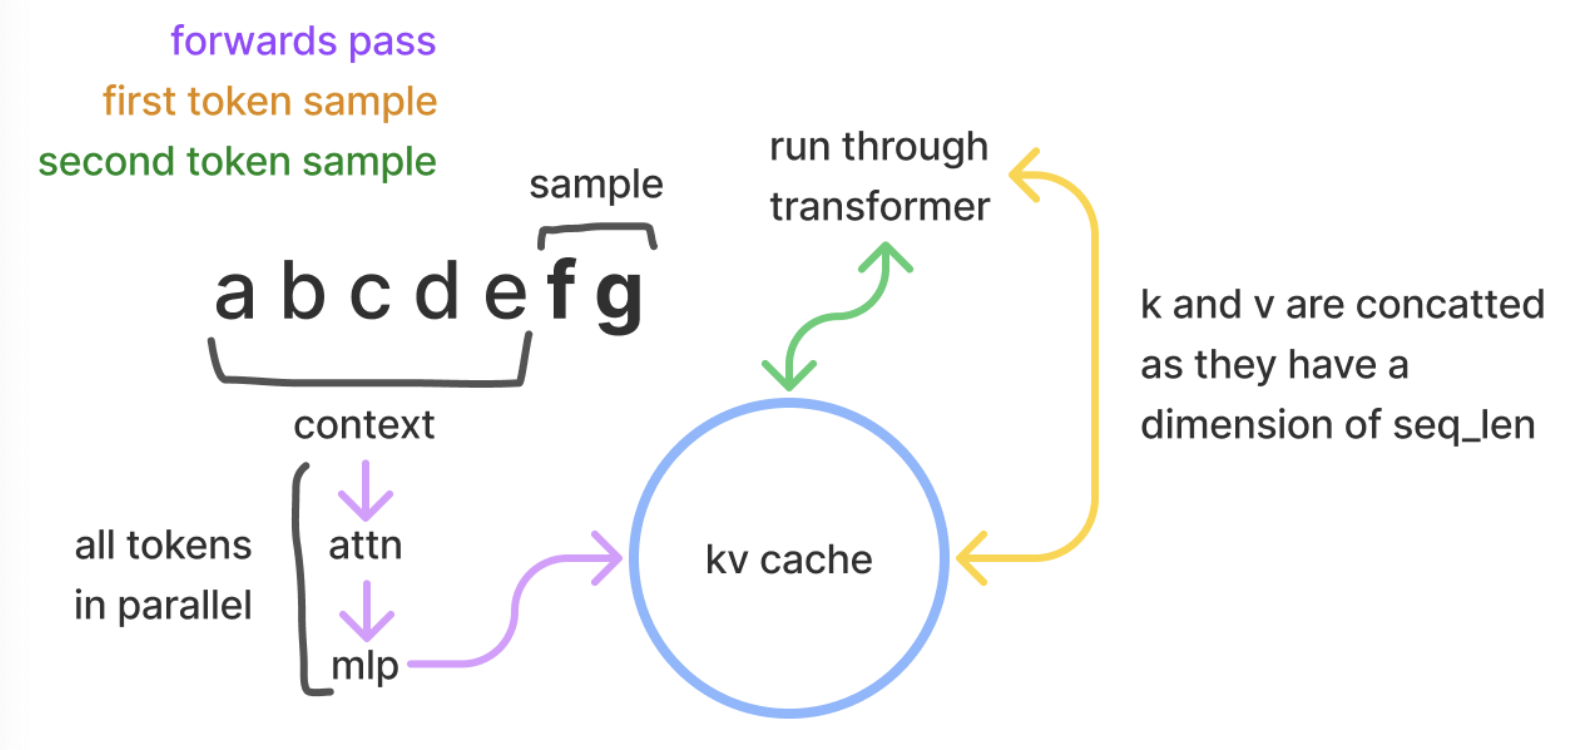 forwards pass
first token sample
second token sample
sample
a b c d e f g
context
all tokens
in parallel
attn
mlp
kv cache
run through
transformer
k and v are concatted
as they have a
dimension of seq_len